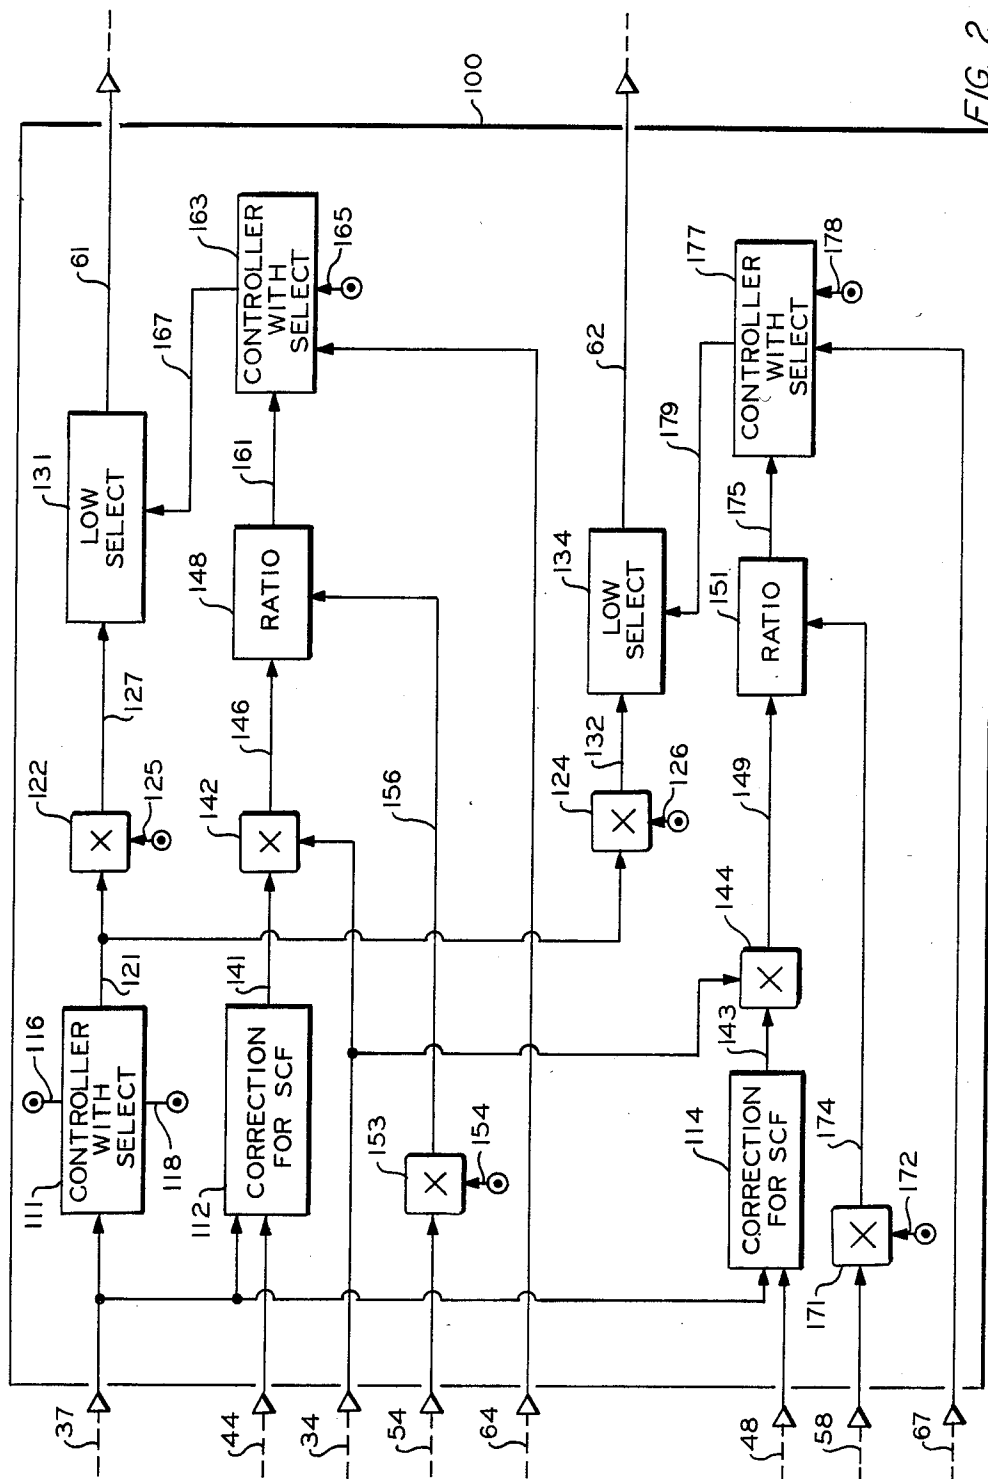 FIG. 2
100
61
62
131
LOW
SELECT
167
163
CONTROLLER
WITH
SELECT
165
127
122
125
121
116
111
CONTROLLER
WITH
SELECT
118
37
161
148
RATIO
146
142
141
112
CORRECTION
FOR SCF
44
34
156
153
154
54
64
134
LOW
SELECT
179
177
CONTROLLER
WITH
SELECT
178
132
124
126
175
151
RATIO
149
144
143
114
CORRECTION
FOR SCF
48
174
171
172
58
67